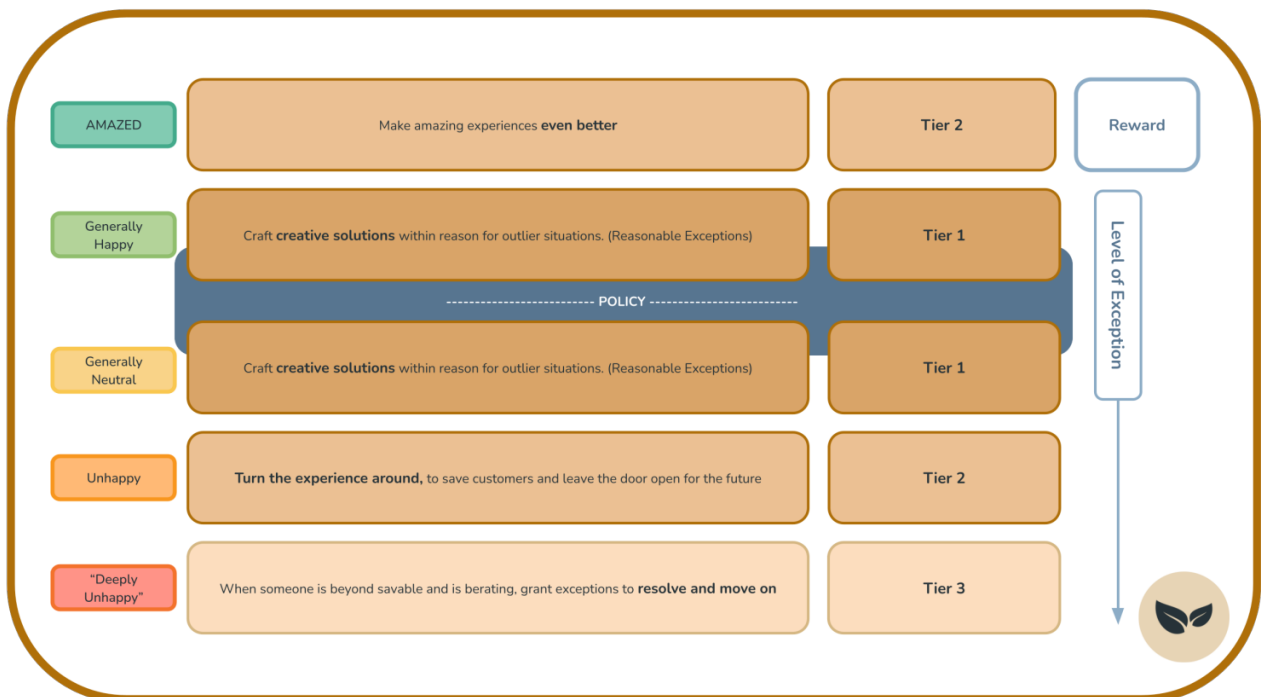 AMAZED
Make amazing experiences even better
Tier 2
Reward
Generally
Happy
Craft creative solutions within reason for outlier situations. (Reasonable Exceptions)
Tier 1
Level of Exception
-------------------------- POLICY --------------------------
Generally
Neutral
Craft creative solutions within reason for outlier situations. (Reasonable Exceptions)
Tier 1
Unhappy
Turn the experience around, to save customers and leave the door open for the future
Tier 2
“Deeply
Unhappy”
When someone is beyond savable and is berating, grant exceptions to resolve and move on
Tier 3